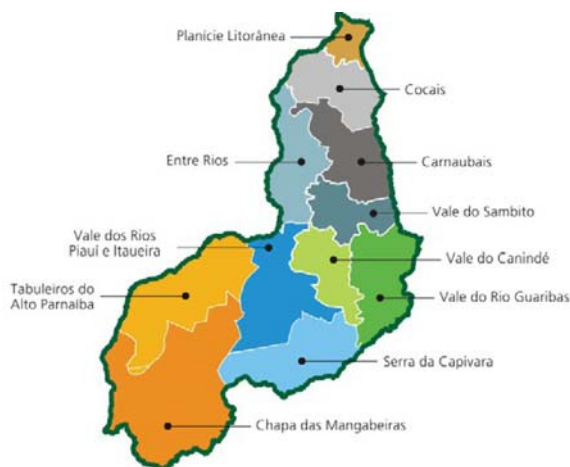 Planície Litorânea
Cocais
Entre Rios
Carnaubais
Vale do Sambito
Vale dos Rios
Piauí e Itaueira
Vale do Canindé
Tabuleiros do
Alto Parnaíba
Vale do Rio Guaribas
Serra da Capivara
Chapa das Mangabeiras